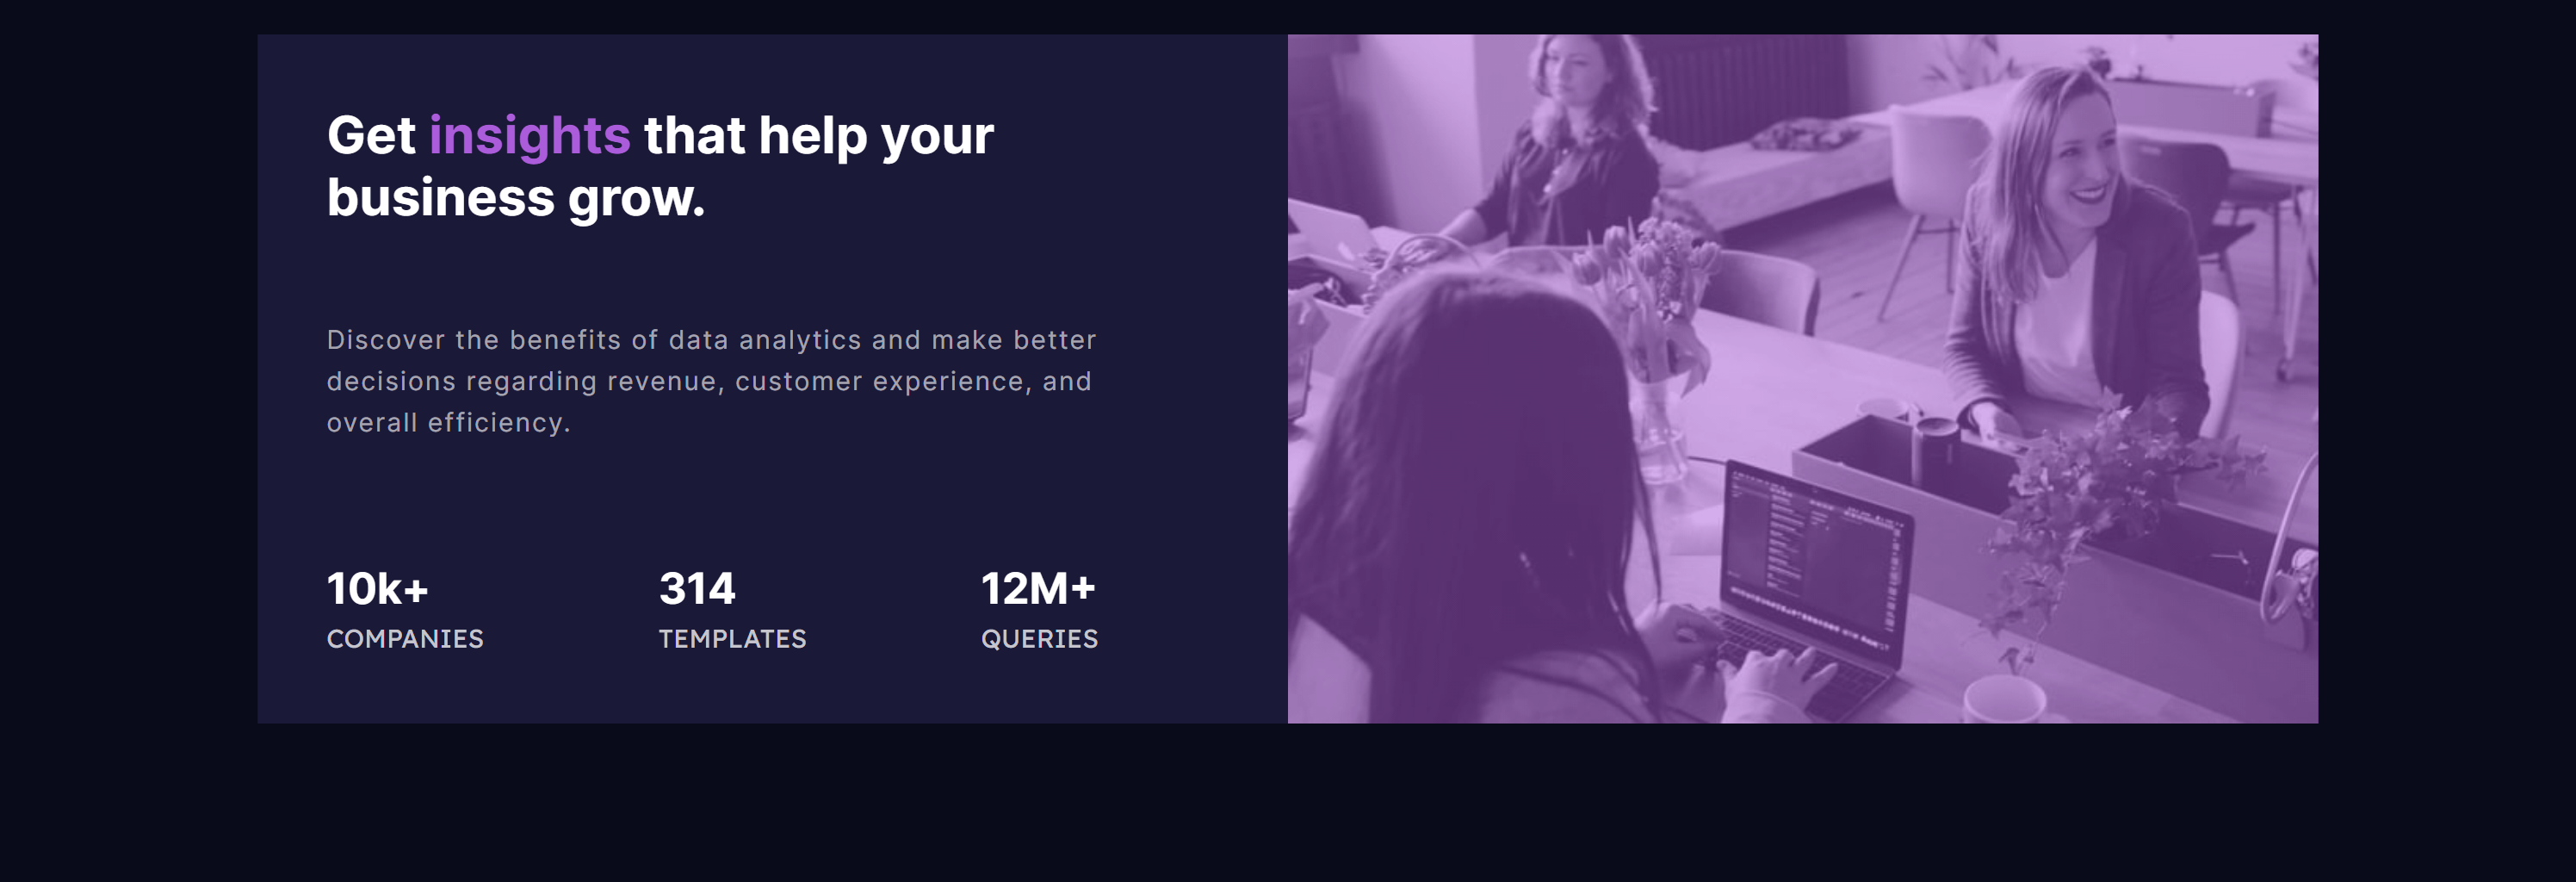 Get insights that help your
business grow.
Discover the benefits of data analytics and make better
decisions regarding revenue, customer experience, and
overall efficiency.
10k+
COMPANIES
314
TEMPLATES
12M+
QUERIES